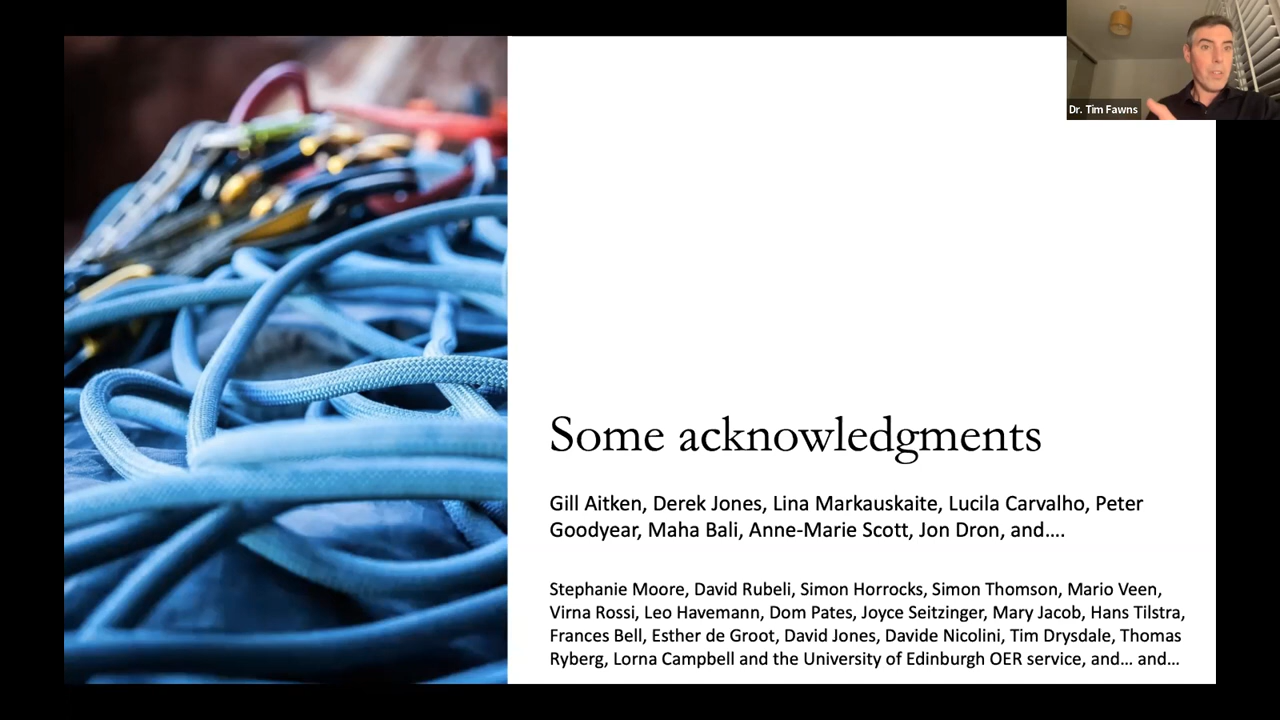 Dr. Tim Fawns
Some acknowledgments
Gill Aitken, Derek Jones, Lina Markauskaite, Lucila Carvalho, Peter
Goodyear, Maha Bali, Anne-Marie Scott, Jon Dron, and….
Stephanie Moore, David Rubeli, Simon Horrocks, Simon Thomson, Mario Veen,
Virna Rossi, Leo Havemann, Dom Pates, Joyce Seitzinger, Mary Jacob, Hans Tilstra,
Frances Bell, Esther de Groot, David Jones, Davide Nicolini, Tim Drysdale, Thomas
Ryberg, Lorna Campbell and the University of Edinburgh OER service, and… and…